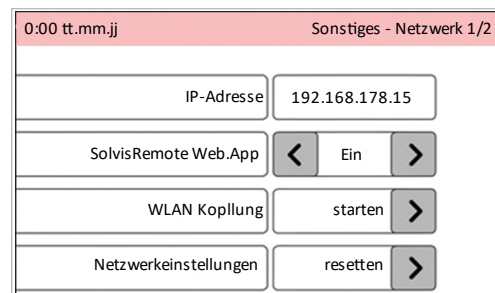 0:00 tt.mm.jj Sonstiges - Netzwerk 1/2
IP-Adresse 192.168.178.15
SolvisRemote Web.App Ein
WLAN Kopllung starten
Netzwerkeinstellungen resetten